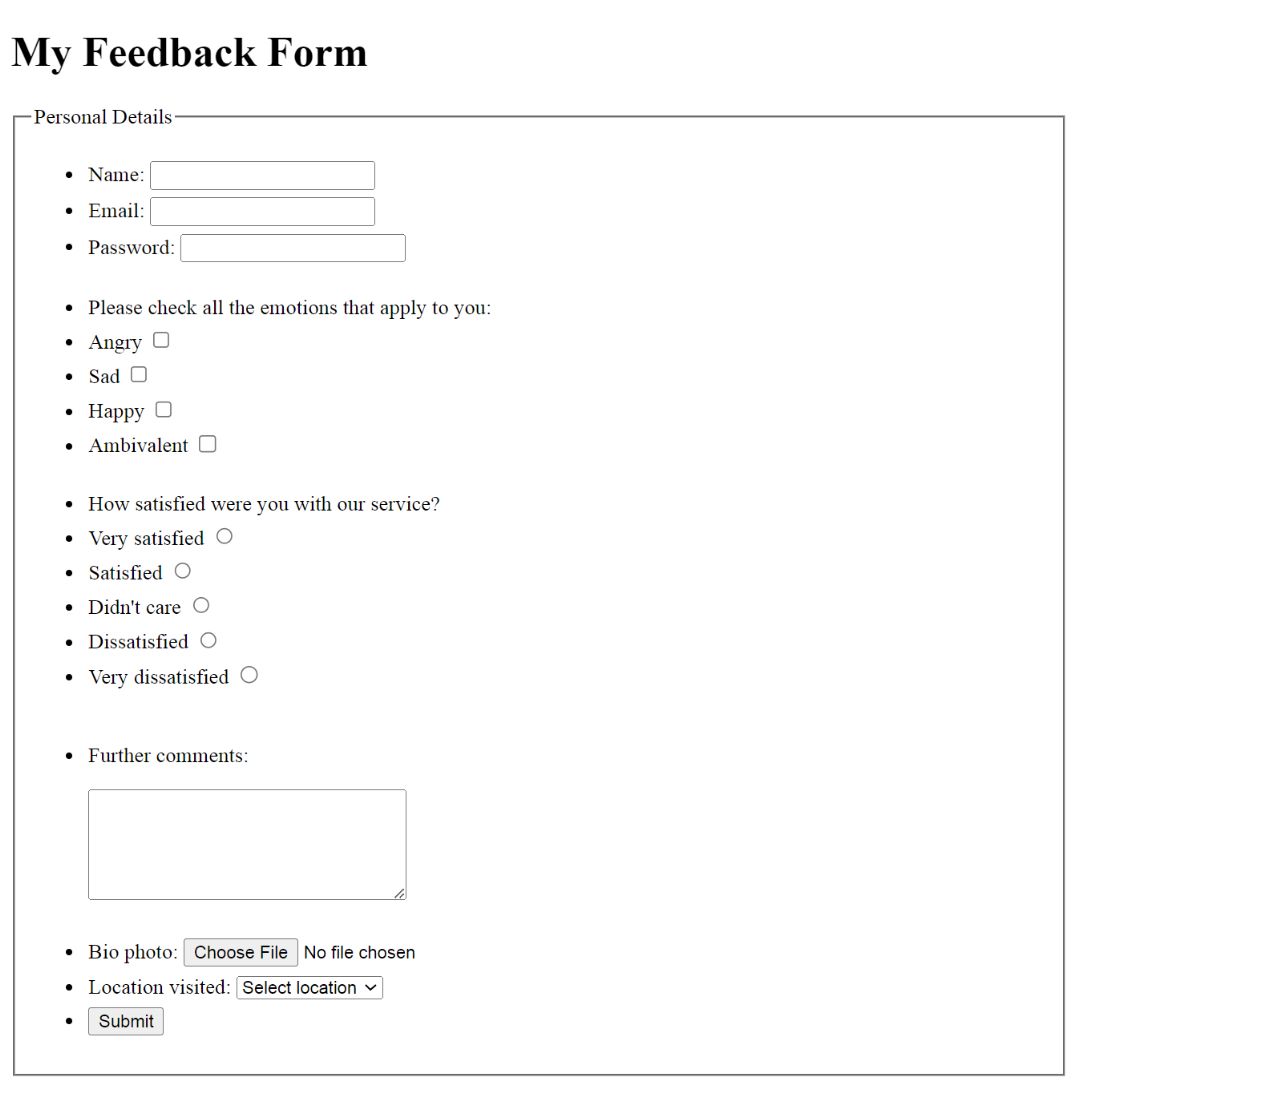 My Feedback Form
Personal Details
Name:
Email:
Password:
Please check all the emotions that apply to you:
Angry
Sad
Happy
Ambivalent
How satisfied were you with our service?
Very satisfied
Satisfied
Didn't care
Dissatisfied
Very dissatisfied
Further comments:
Bio photo: Choose File No file chosen
Location visited: Select location
Submit